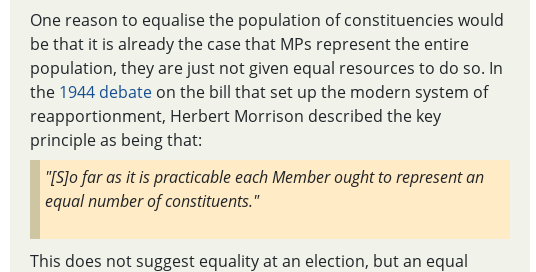 One reason to equalise the population of constituencies would
be that it is already the case that MPs represent the entire
population, they are just not given equal resources to do so. In
the 1944 debate on the bill that set up the modern system of
reapportionment, Herbert Morrison described the key
principle as being that:
"[S]o far as it is practicable each Member ought to represent an
equal number of constituents."
This does not suggest equality at an election, but an equal